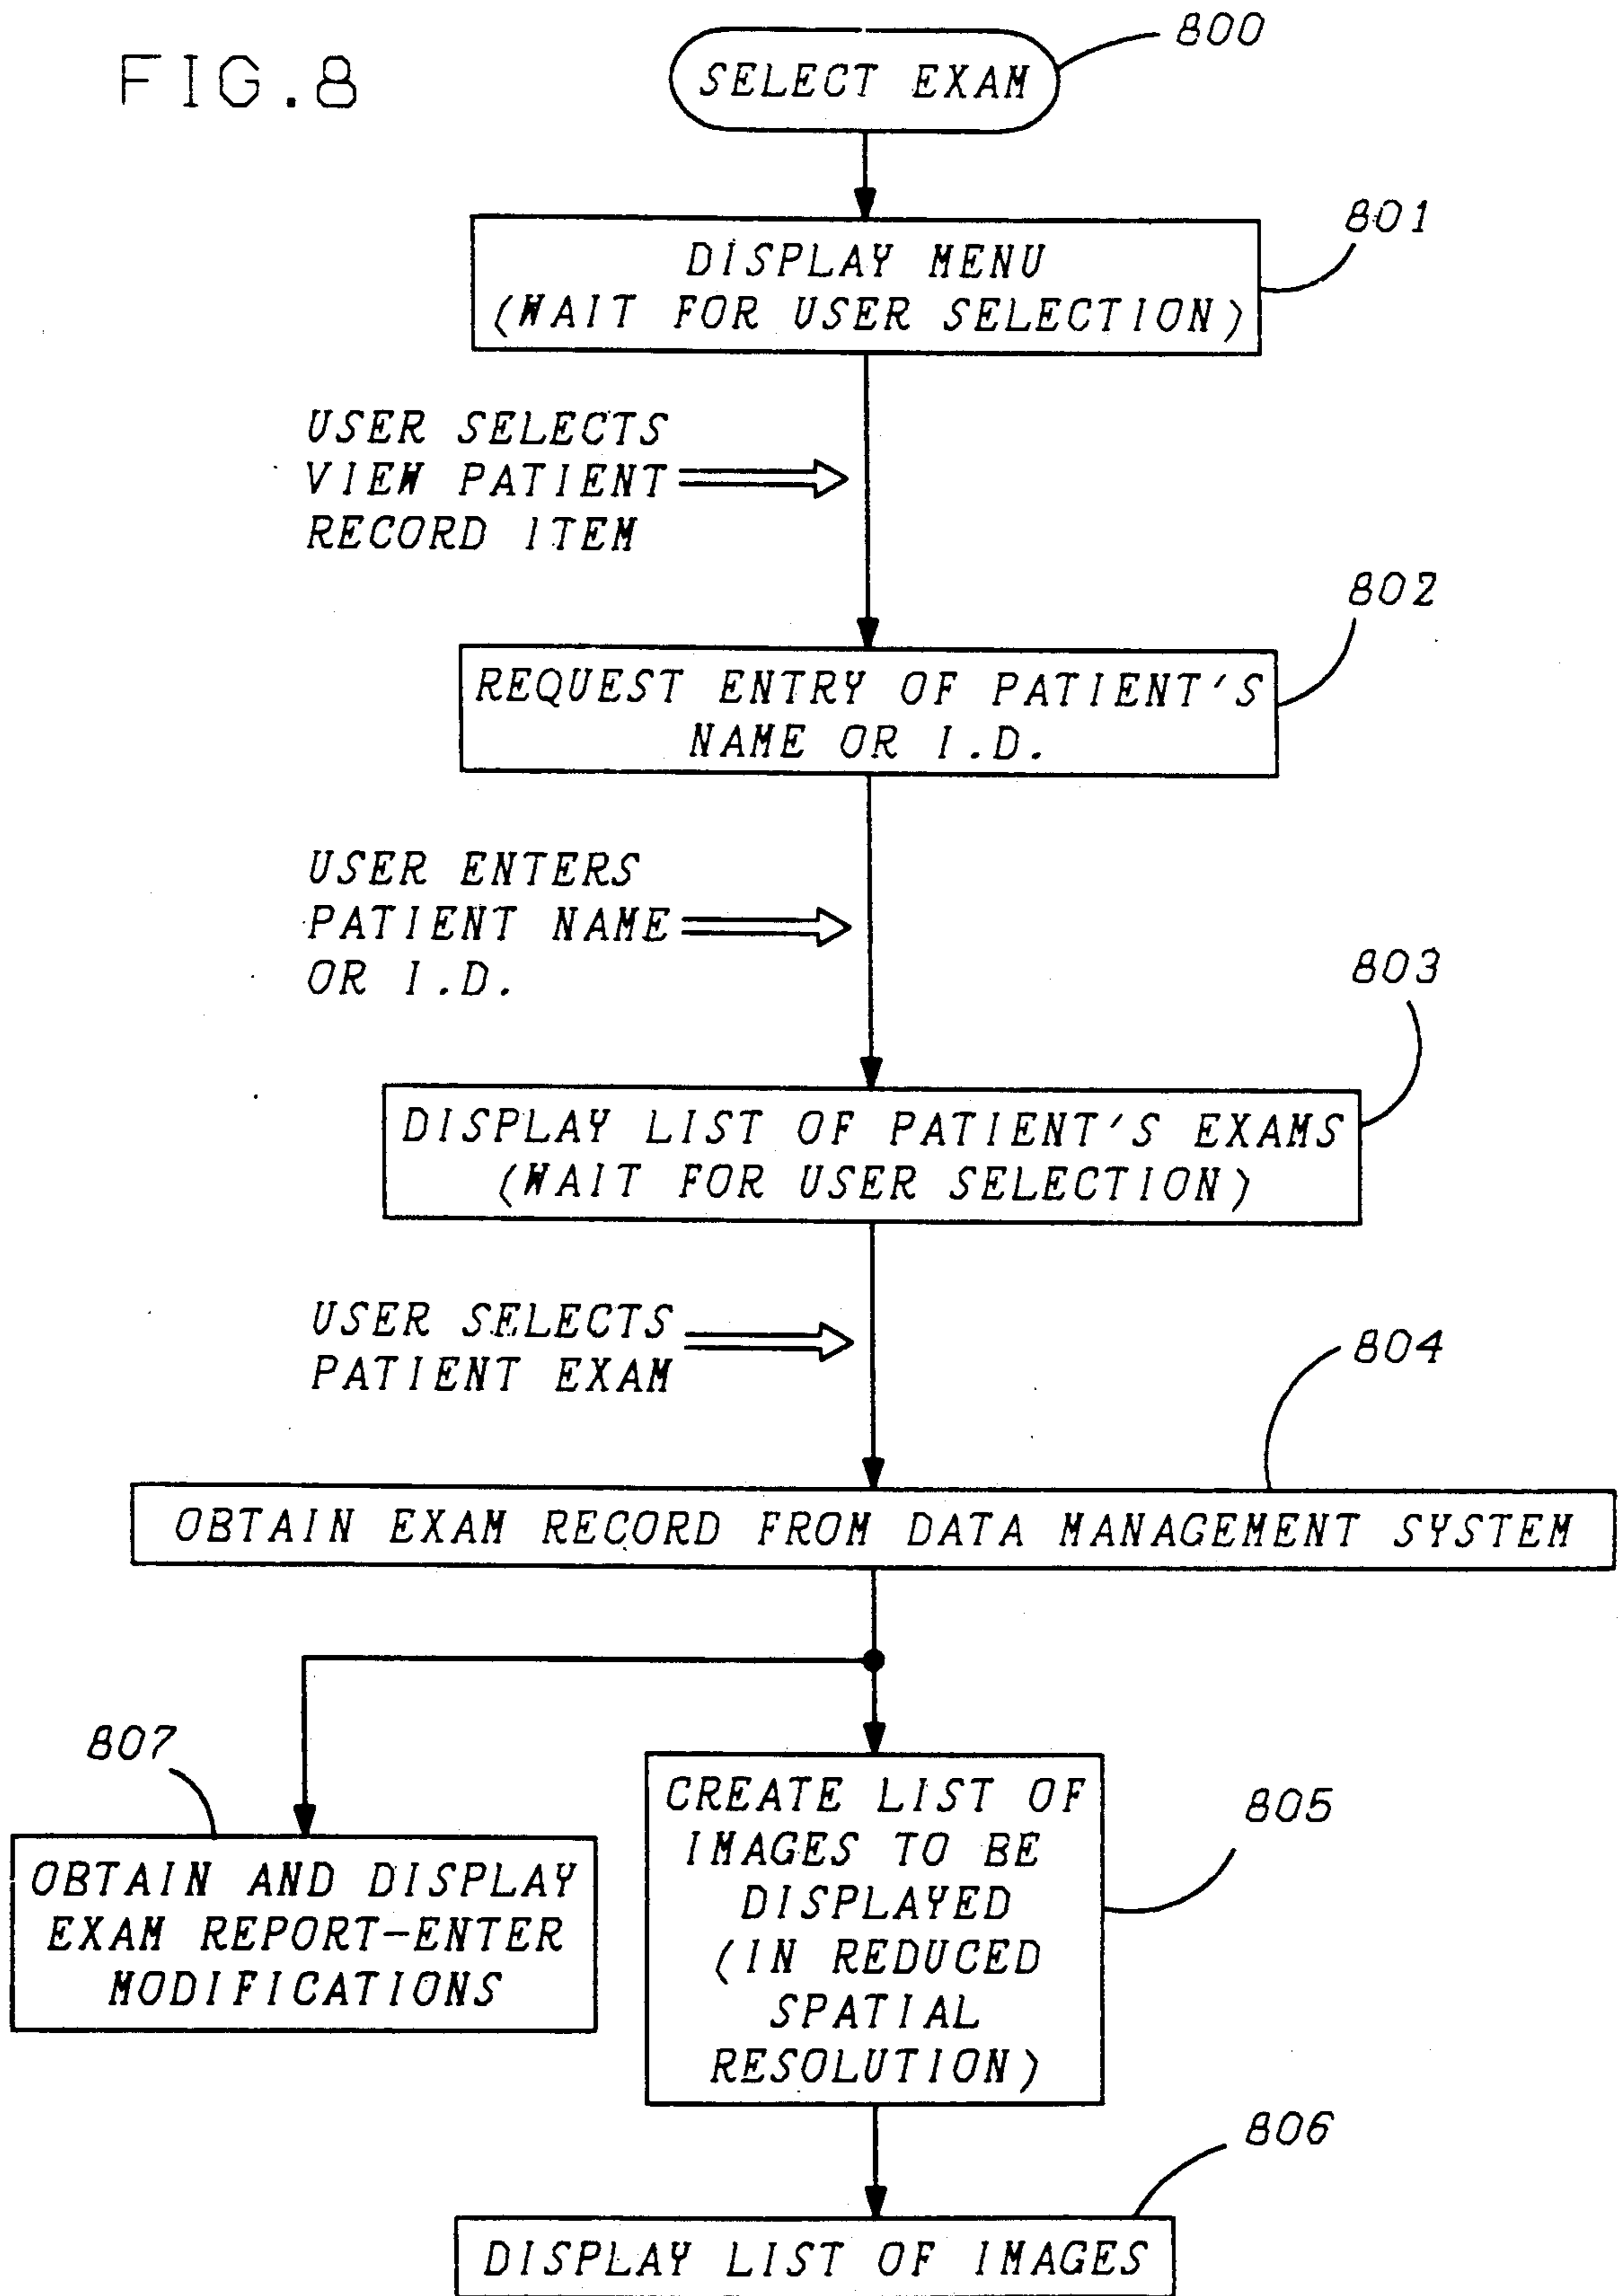 FIG.8
800
SELECT EXAM
801
DISPLAY MENU
(WAIT FOR USER SELECTION)
USER SELECTS
VIEW PATIENT
RECORD ITEM
802
REQUEST ENTRY OF PATIENT'S
NAME OR I.D.
USER ENTERS
PATIENT NAME
OR I.D.
803
DISPLAY LIST OF PATIENT'S EXAMS
(WAIT FOR USER SELECTION)
USER SELECTS
PATIENT EXAM
804
OBTAIN EXAM RECORD FROM DATA MANAGEMENT SYSTEM
807
OBTAIN AND DISPLAY
EXAM REPORT-ENTER
MODIFICATIONS
CREATE LIST OF
IMAGES TO BE
DISPLAYED
(IN REDUCED
SPATIAL
RESOLUTION)
805
806
DISPLAY LIST OF IMAGES